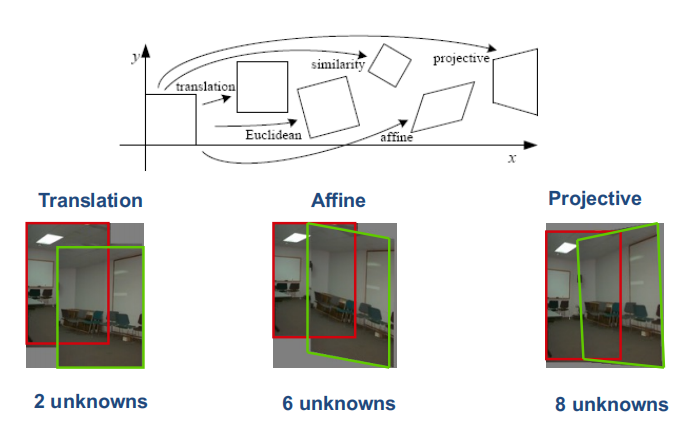 y
similarity
projective
translation
Euclidean
affine
x
Translation
Affine
Projective
2 unknowns
6 unknowns
8 unknowns